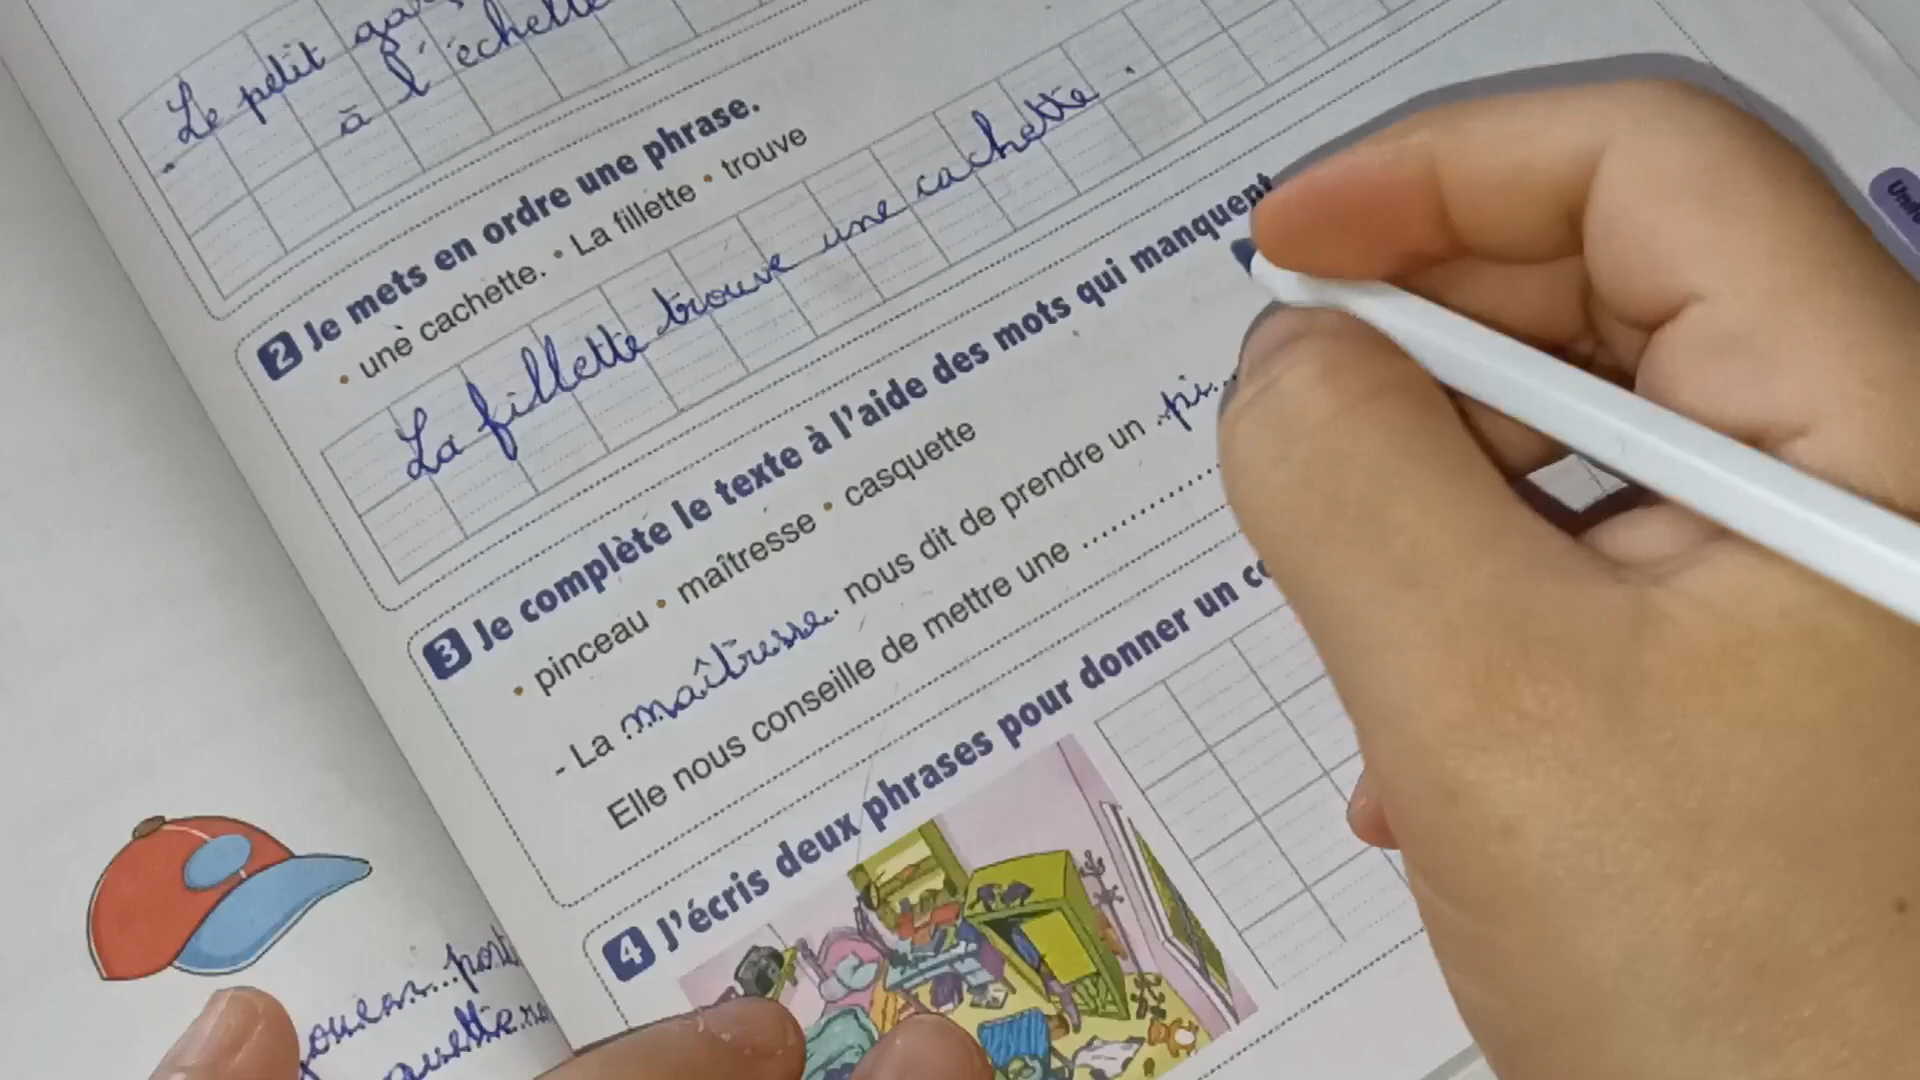 Le petit
à l'échelle
2 Je mets en ordre une phrase.
• une cachette. • La fillette • trouve
La fillette trouve une cachette.
3 Je complète le texte à l'aide des mots qui manquent
• pinceau • maîtresse • casquette
- La maîtresse nous dit de prendre un pi
Elle nous conseille de mettre une ..................
4 J'écris deux phrases pour donner un